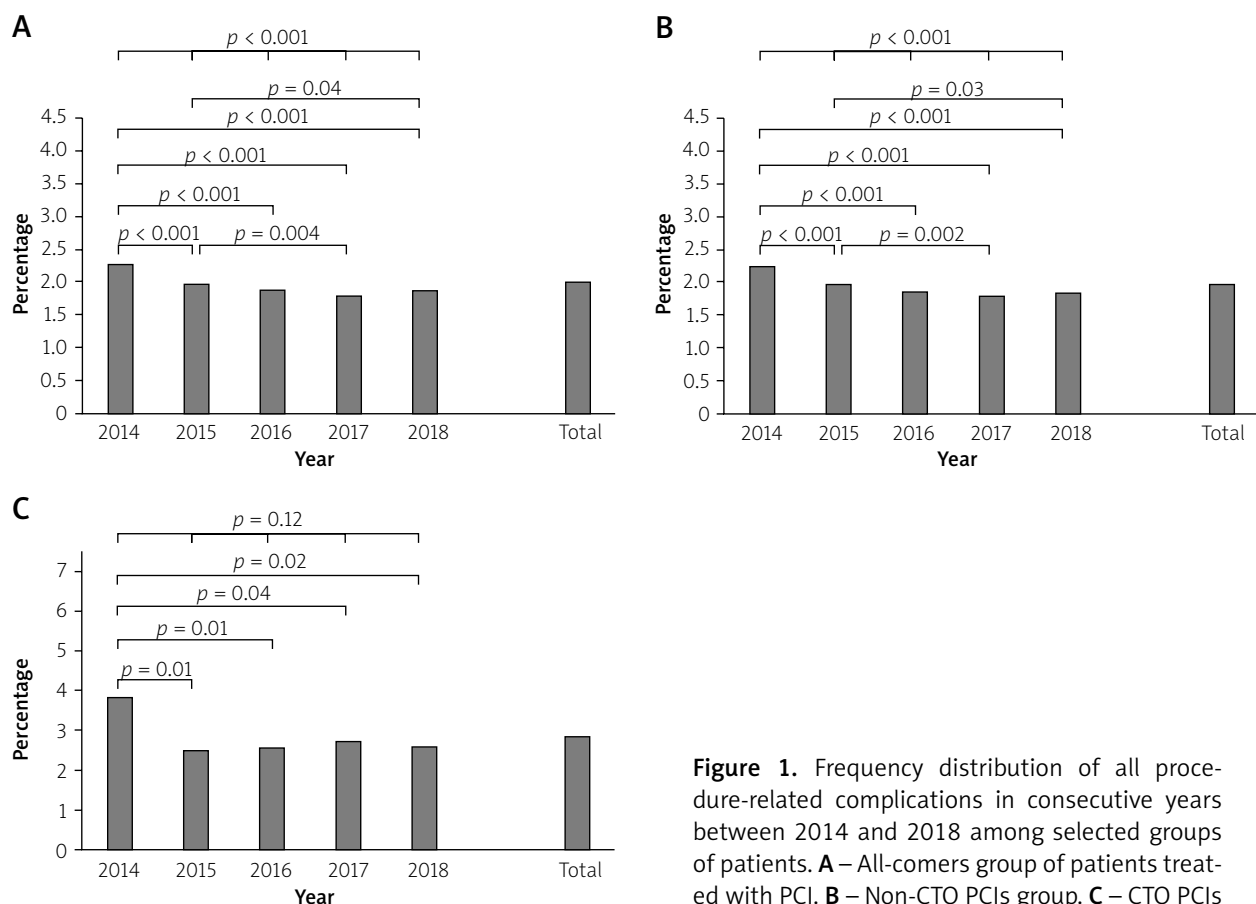 A
p < 0.001
p = 0.04
p < 0.001
p < 0.001
p < 0.001
p < 0.001 p = 0.004
Percentage
4.5
4.0
3.5
3.0
2.5
2.0
1.5
1.0
0.5
0
2014 2015 2016 2017 2018 Total
Year
B
p < 0.001
p = 0.03
p < 0.001
p < 0.001
p < 0.001
p < 0.001 p = 0.002
Percentage
4.5
4.0
3.5
3.0
2.5
2.0
1.5
1.0
0.5
0
2014 2015 2016 2017 2018 Total
Year
C
p = 0.12
p = 0.02
p = 0.04
p = 0.01
p = 0.01
Percentage
7
6
5
4
3
2
1
0
2014 2015 2016 2017 2018 Total
Year
Figure 1. Frequency distribution of all proce-
dure-related complications in consecutive years
between 2014 and 2018 among selected groups
of patients. A – All-comers group of patients treat-
ed with PCI. B – Non-CTO PCIs group. C – CTO PCIs